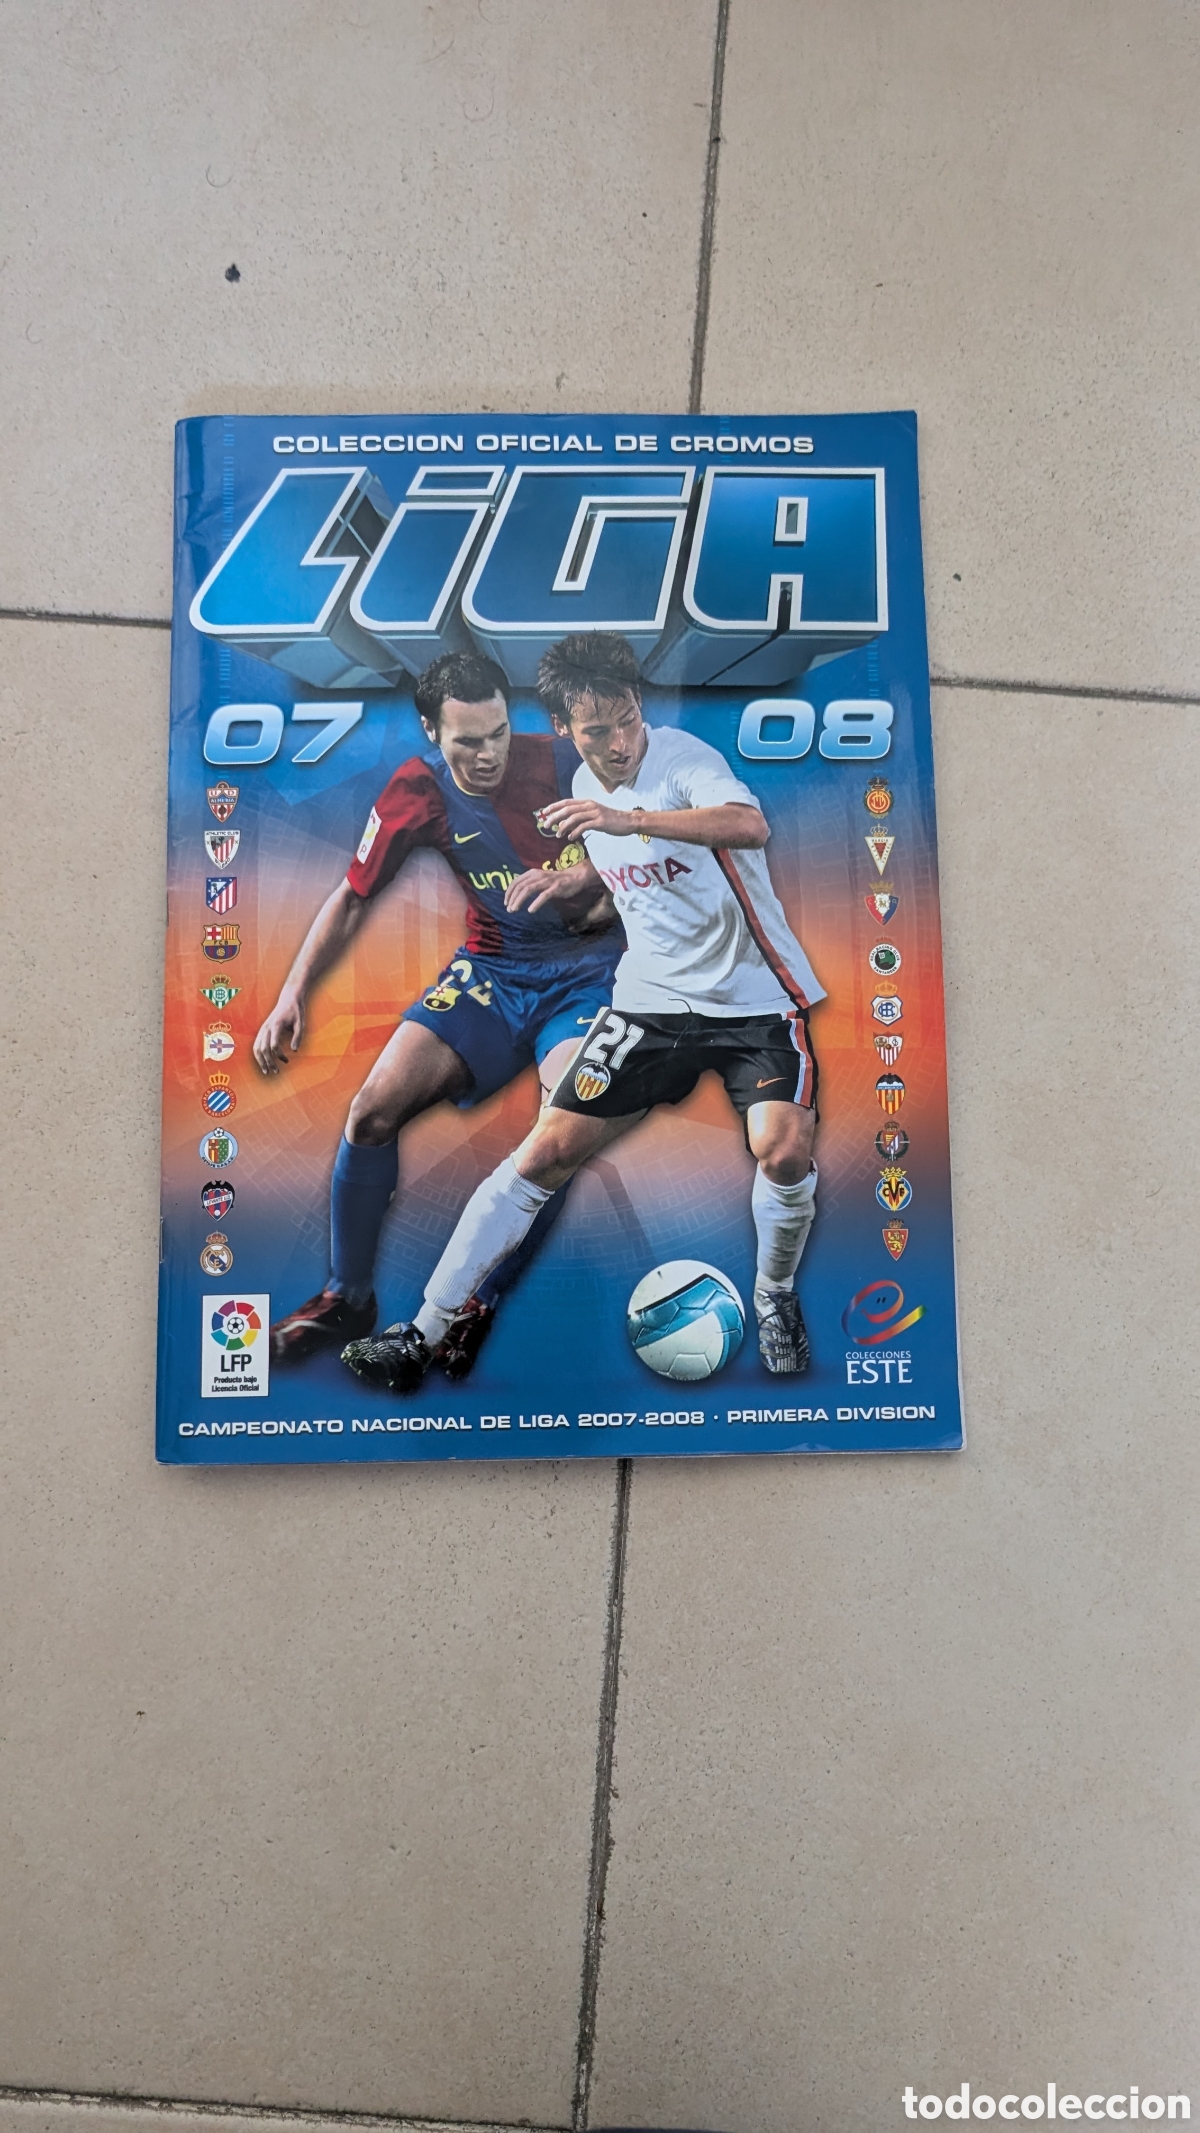 COLECCION OFICIAL DE CROMOS
LiGA
07 08
unic
TOYOTA
21
LFP
Producto bajo
Licencia Oficial
COLECCIONES
ESTE
CAMPEONATO NACIONAL DE LIGA 2007-2008 · PRIMERA DIVISION
todocoleccion